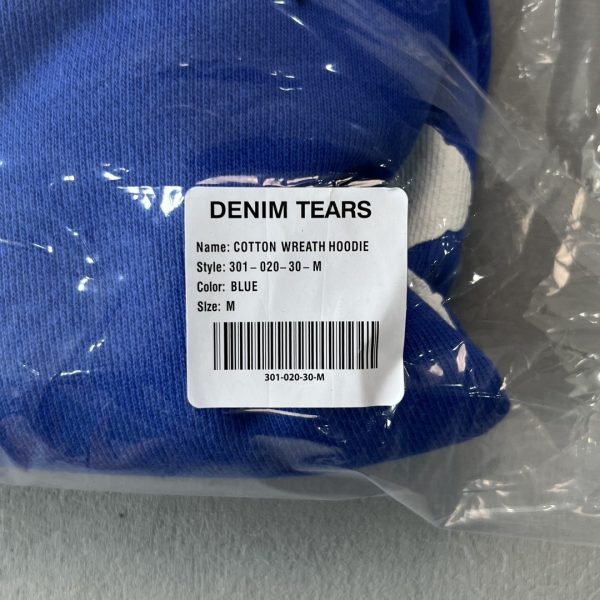 DENIM TEARS
Name: COTTON WREATH HOODIE
Style: 301-020-30-M
Color: BLUE
Size: M
301-020-30-M